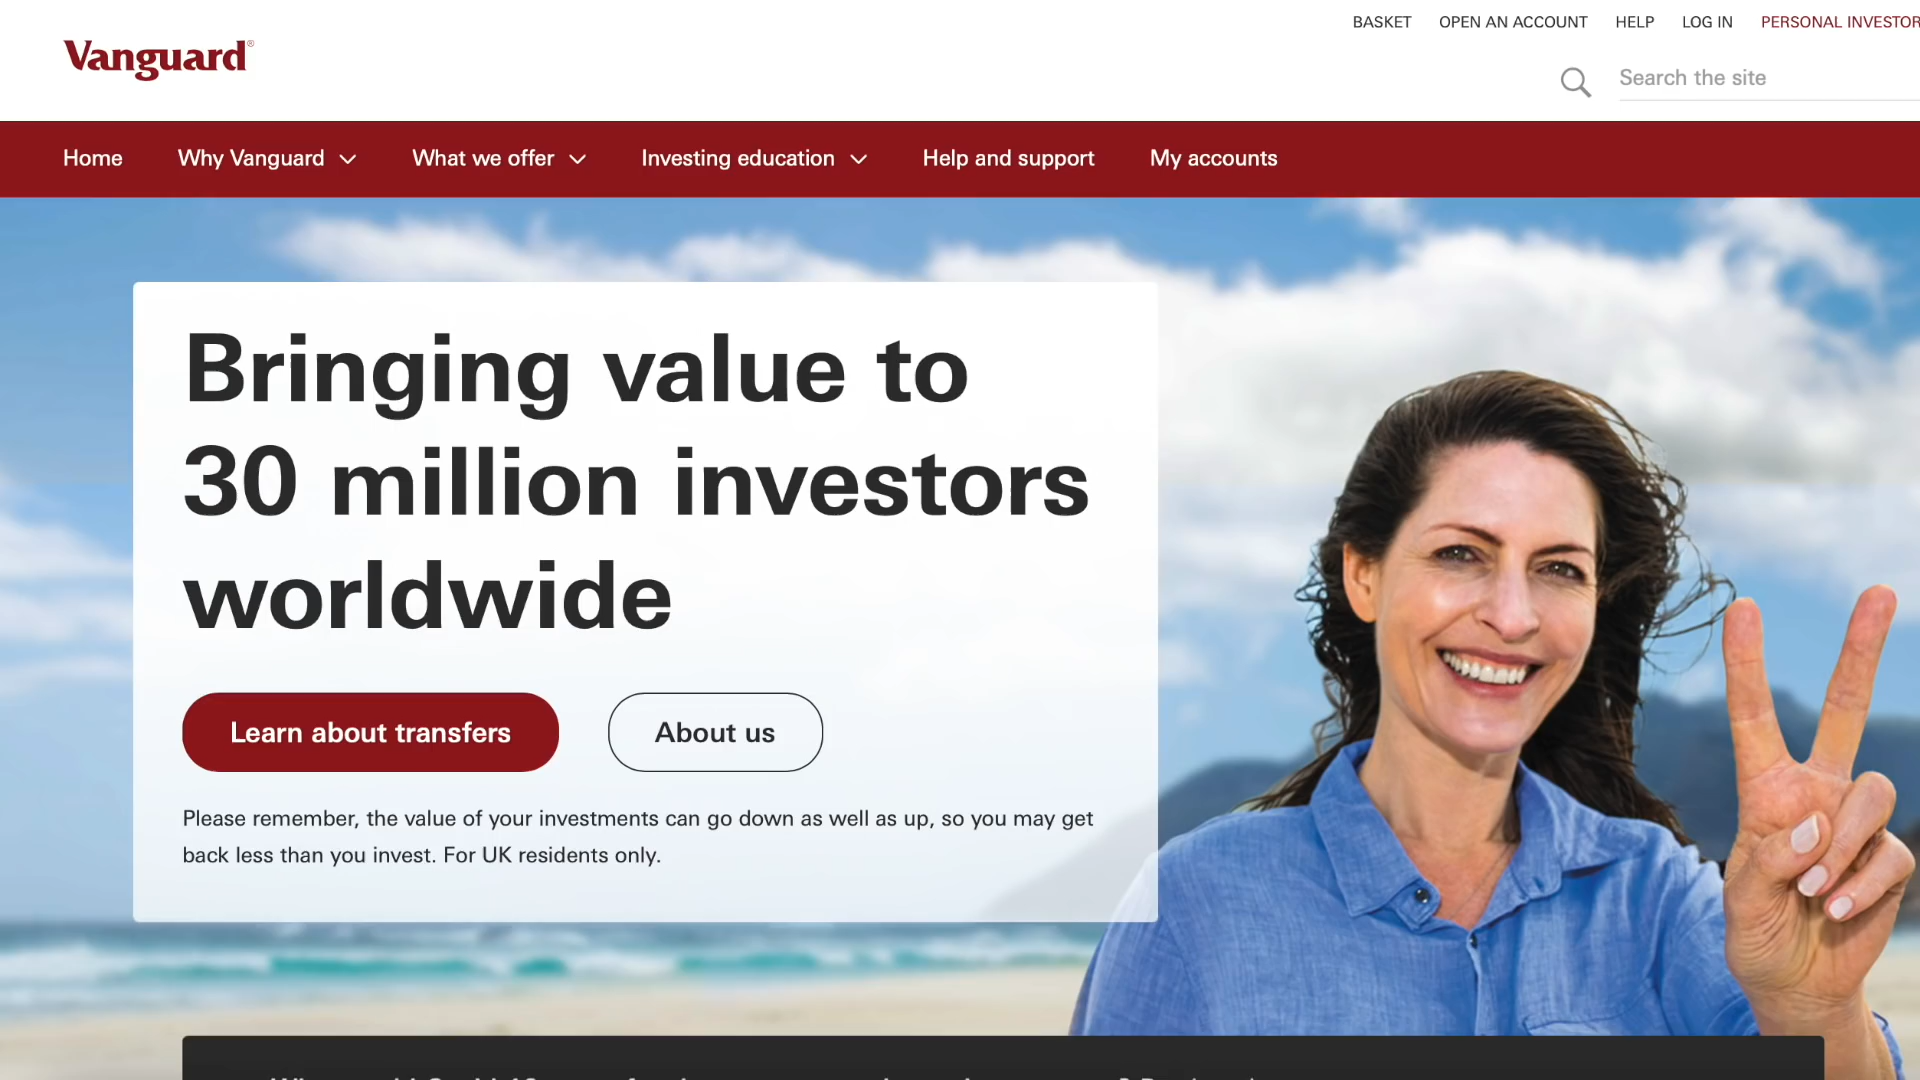 BASKET OPEN AN ACCOUNT HELP LOG IN PERSONAL INVESTOR
Vanguard®
Search the site
Home Why Vanguard What we offer Investing education Help and support My accounts
Bringing value to
30 million investors
worldwide
Learn about transfers About us
Please remember, the value of your investments can go down as well as up, so you may get
back less than you invest. For UK residents only.